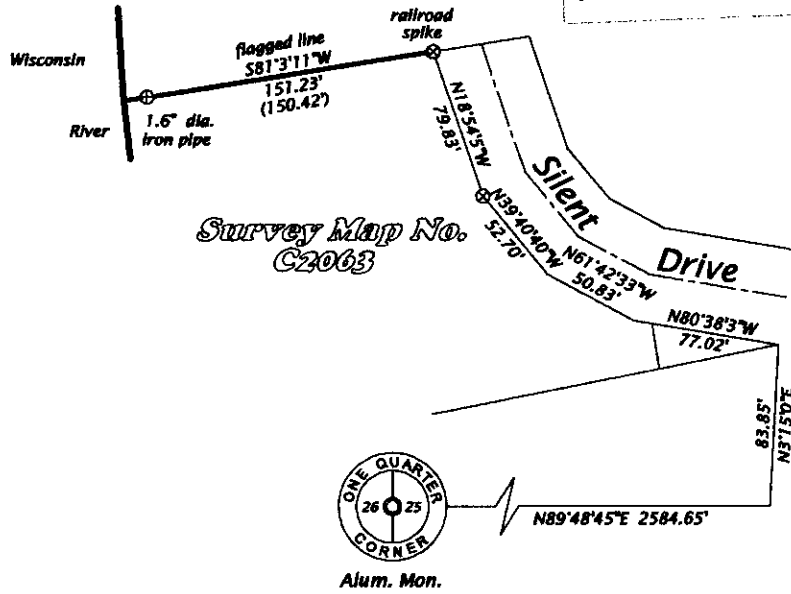 Wisconsin
River
flagged line
S81°3'11"W
151.23'
(150.42')
railroad
spike
1.6" dia.
iron pipe
N18°54'5"W
79.83'
Silent
Drive
N39°40'40"W
52.70'
N61°42'33"W
50.83'
N80°38'3"W
77.02'
Survey Map No.
C2063
83.85'
N3°15'0"E
ONE QUARTER
26 25
CORNER
Alum. Mon.
N89°48'45"E 2584.65'